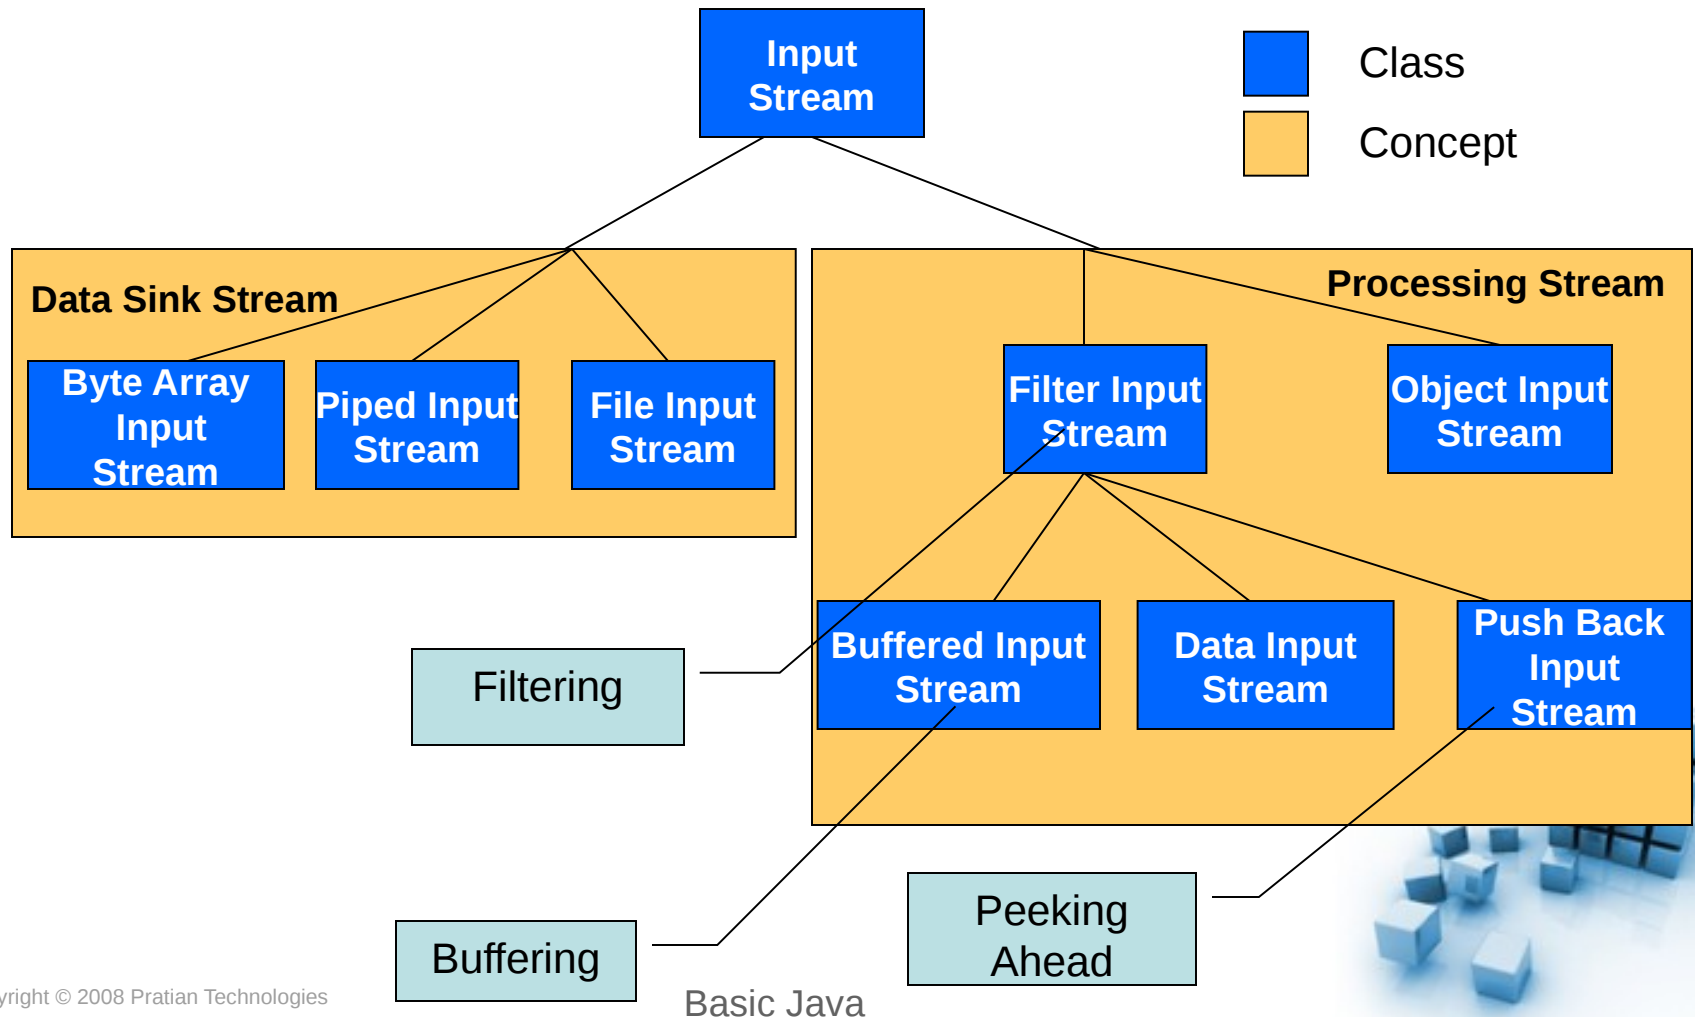 Input
Stream
Class
Concept
Data Sink Stream
Processing Stream
Byte Array
Input
Stream
Piped Input
Stream
File Input
Stream
Filter Input
Stream
Object Input
Stream
Buffered Input
Stream
Data Input
Stream
Push Back
Input
Stream
Filtering
Buffering
Peeking
Ahead
yright © 2008 Pratian Technologies
Basic Java